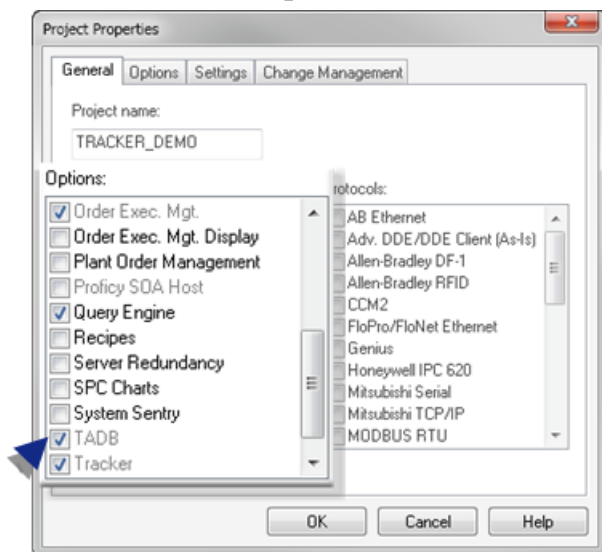 Project Properties
General Options Settings Change Management
Project name:
TRACKER_DEMO
Options:
Order Exec. Mgt.
Order Exec. Mgt. Display
Plant Order Management
Proficy SOA Host
Query Engine
Recipes
Server Redundancy
SPC Charts
System Sentry
TADB
Tracker
rotocols:
AB Ethernet
Adv. DDE/DDE Client (As-Is)
Allen-Bradley DF-1
Allen-Bradley RFID
CCM2
FloPro/FloNet Ethernet
Genius
Honeywell IPC 620
Mitsubishi Serial
Mitsubishi TCP/IP
MODBUS RTU
OK Cancel Help